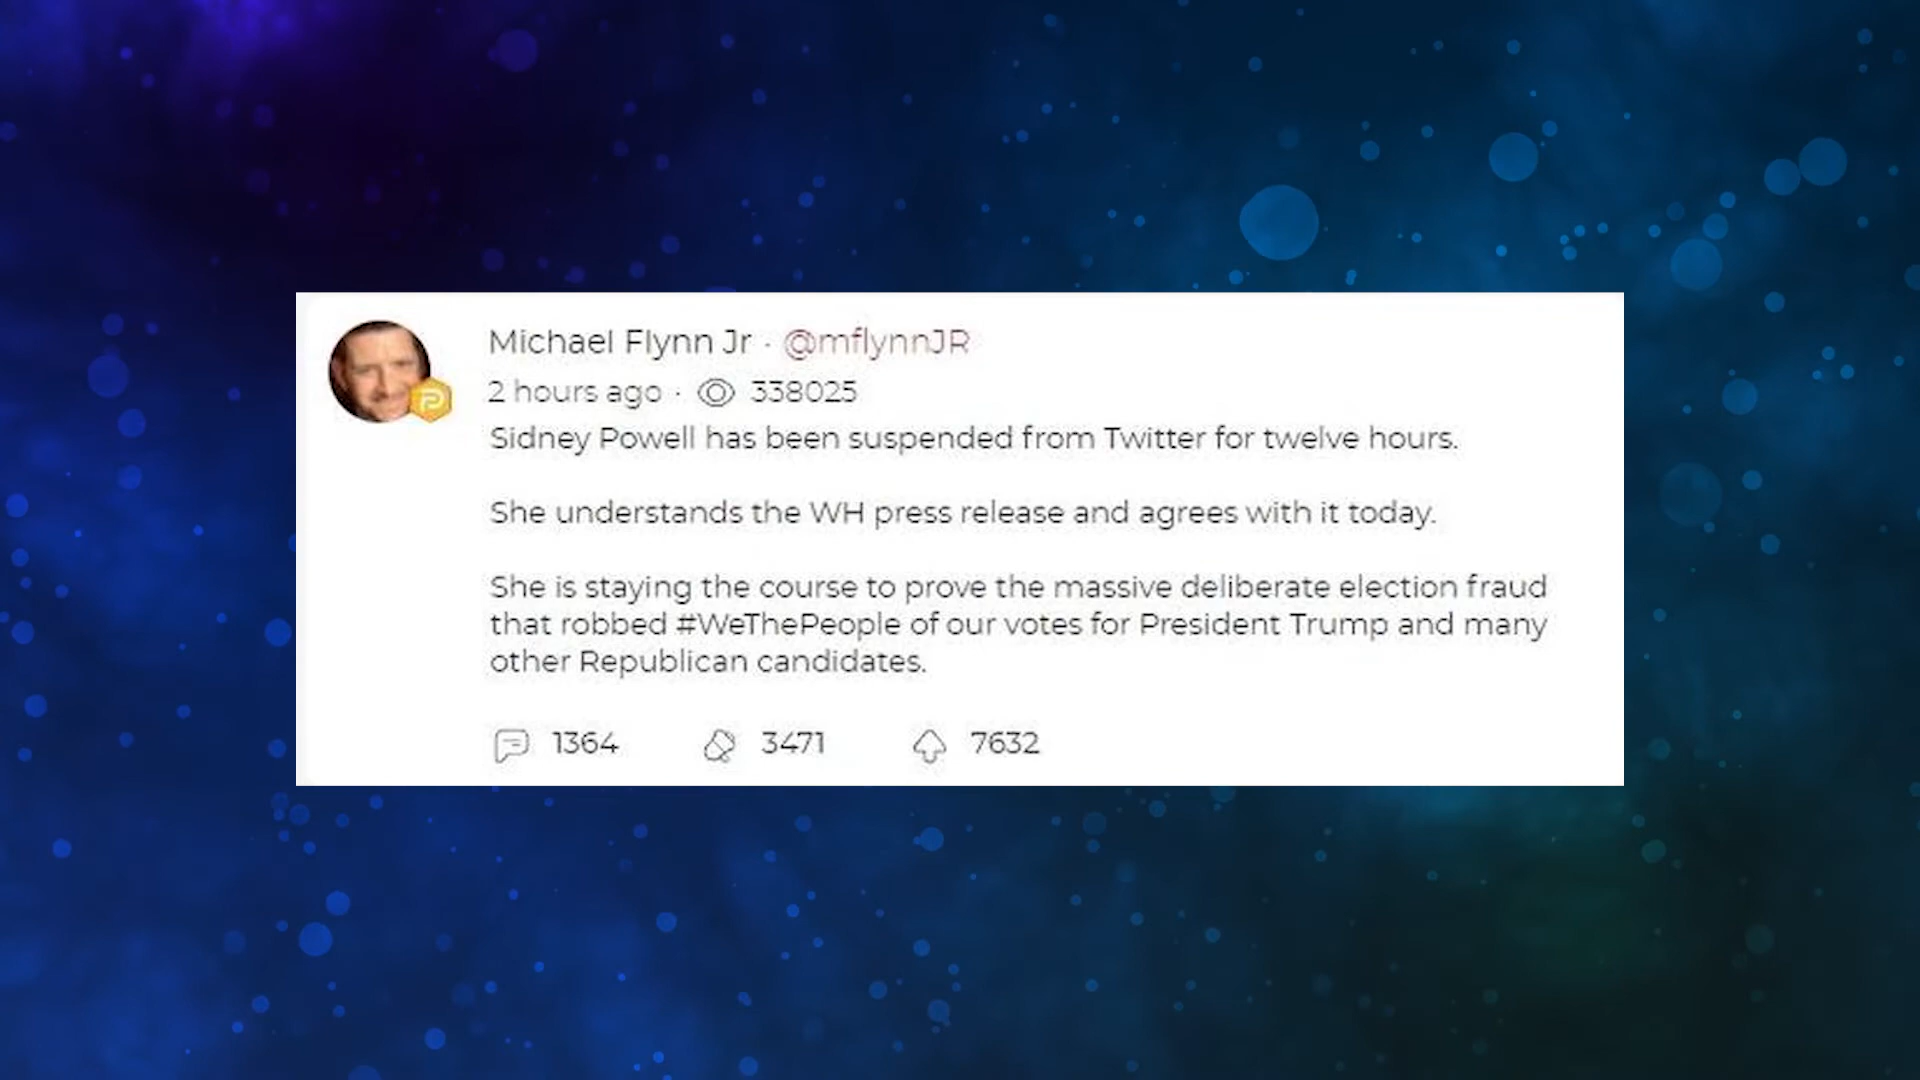 Michael Flynn Jr · @mflynnJR
2 hours ago · 338025
Sidney Powell has been suspended from Twitter for twelve hours.
She understands the WH press release and agrees with it today.
She is staying the course to prove the massive deliberate election fraud
that robbed #WeThePeople of our votes for President Trump and many
other Republican candidates.
1364 3471 7632